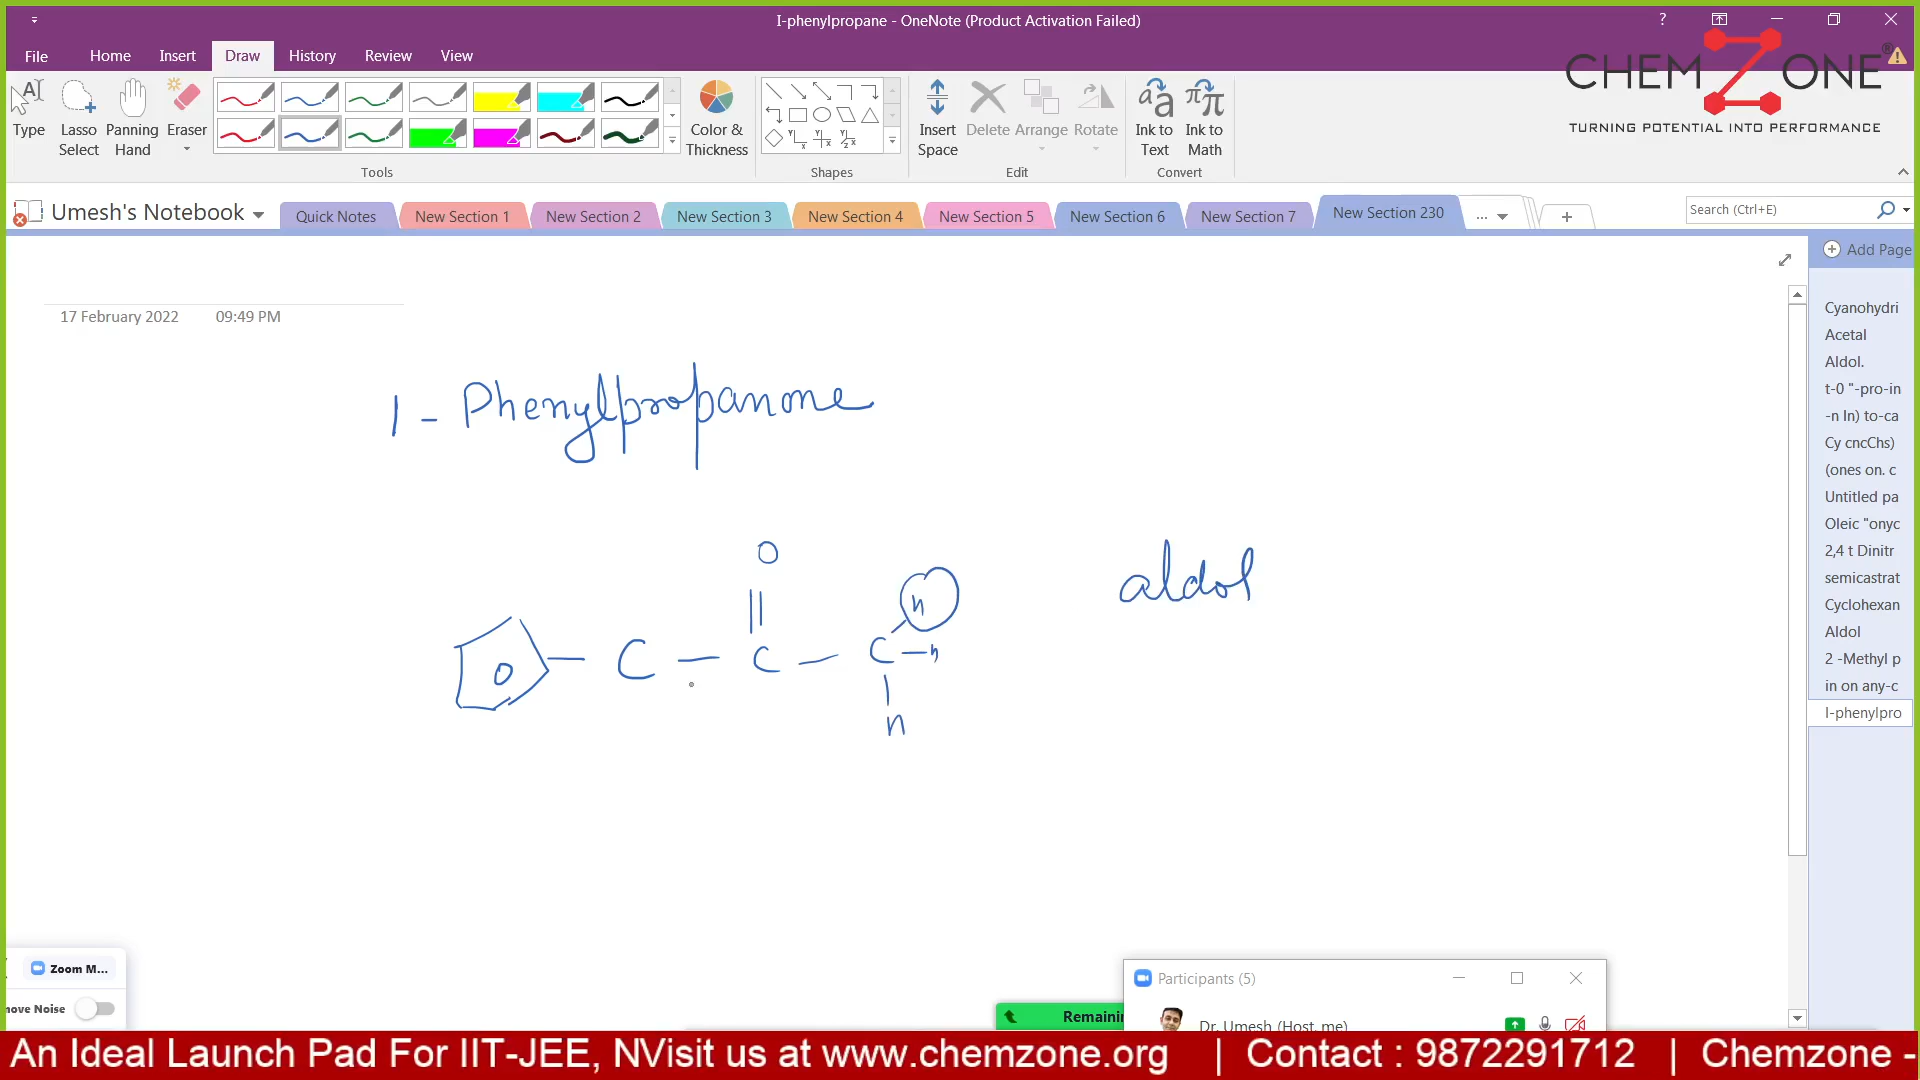 I-phenylpropane - OneNote (Product Activation Failed)
?
File
Home
Insert
Draw
History
Review
View
CHEMZONE
®
TURNING POTENTIAL INTO PERFORMANCE
Type
Lasso Select
Panning Hand
Eraser
Color & Thickness
Insert Space
Delete
Arrange
Rotate
Ink to Text
Ink to Math
Tools
Shapes
Edit
Convert
Umesh's Notebook
Quick Notes
New Section 1
New Section 2
New Section 3
New Section 4
New Section 5
New Section 6
New Section 7
New Section 230
...
+
Search (Ctrl+E)
Add Page
17 February 2022
09:49 PM
Cyanohydri
Acetal
Aldol.
t-0 "-pro-in
-n In) to-ca
Cy cncChs)
(ones on. c
Untitled pa
Oleic "onyc
2,4 t Dinitr
semicastrat
Cyclohexan
Aldol
2 -Methyl p
in on any-c
I-phenylpro
1 - Phenylpropanone
O
aldol
H
C
C
C
H
H
Zoom M...
nove Noise
Remainin
Participants (5)
Dr. Umesh (Host, me)
An Ideal Launch Pad For IIT-JEE, NVisit us at www.chemzone.org | Contact : 9872291712 | Chemzone -